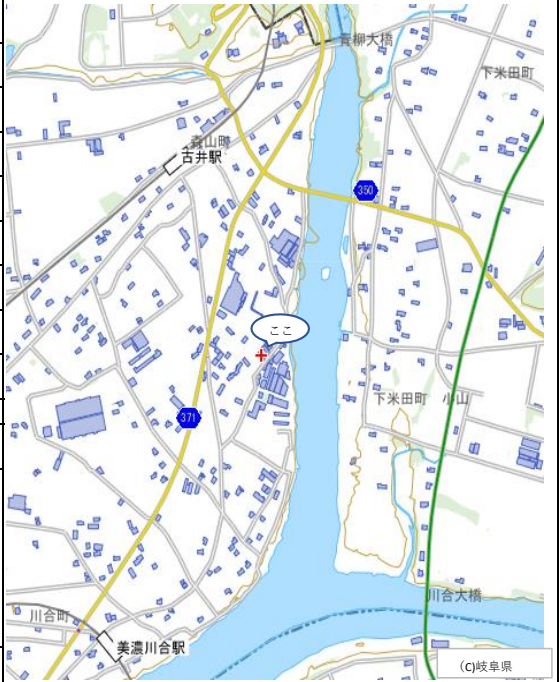 青柳大橋
下米田町
森山町
古井駅
350
ここ
下米田町 小山
371
川合大橋
川合町
美濃川合駅
(C)岐阜県